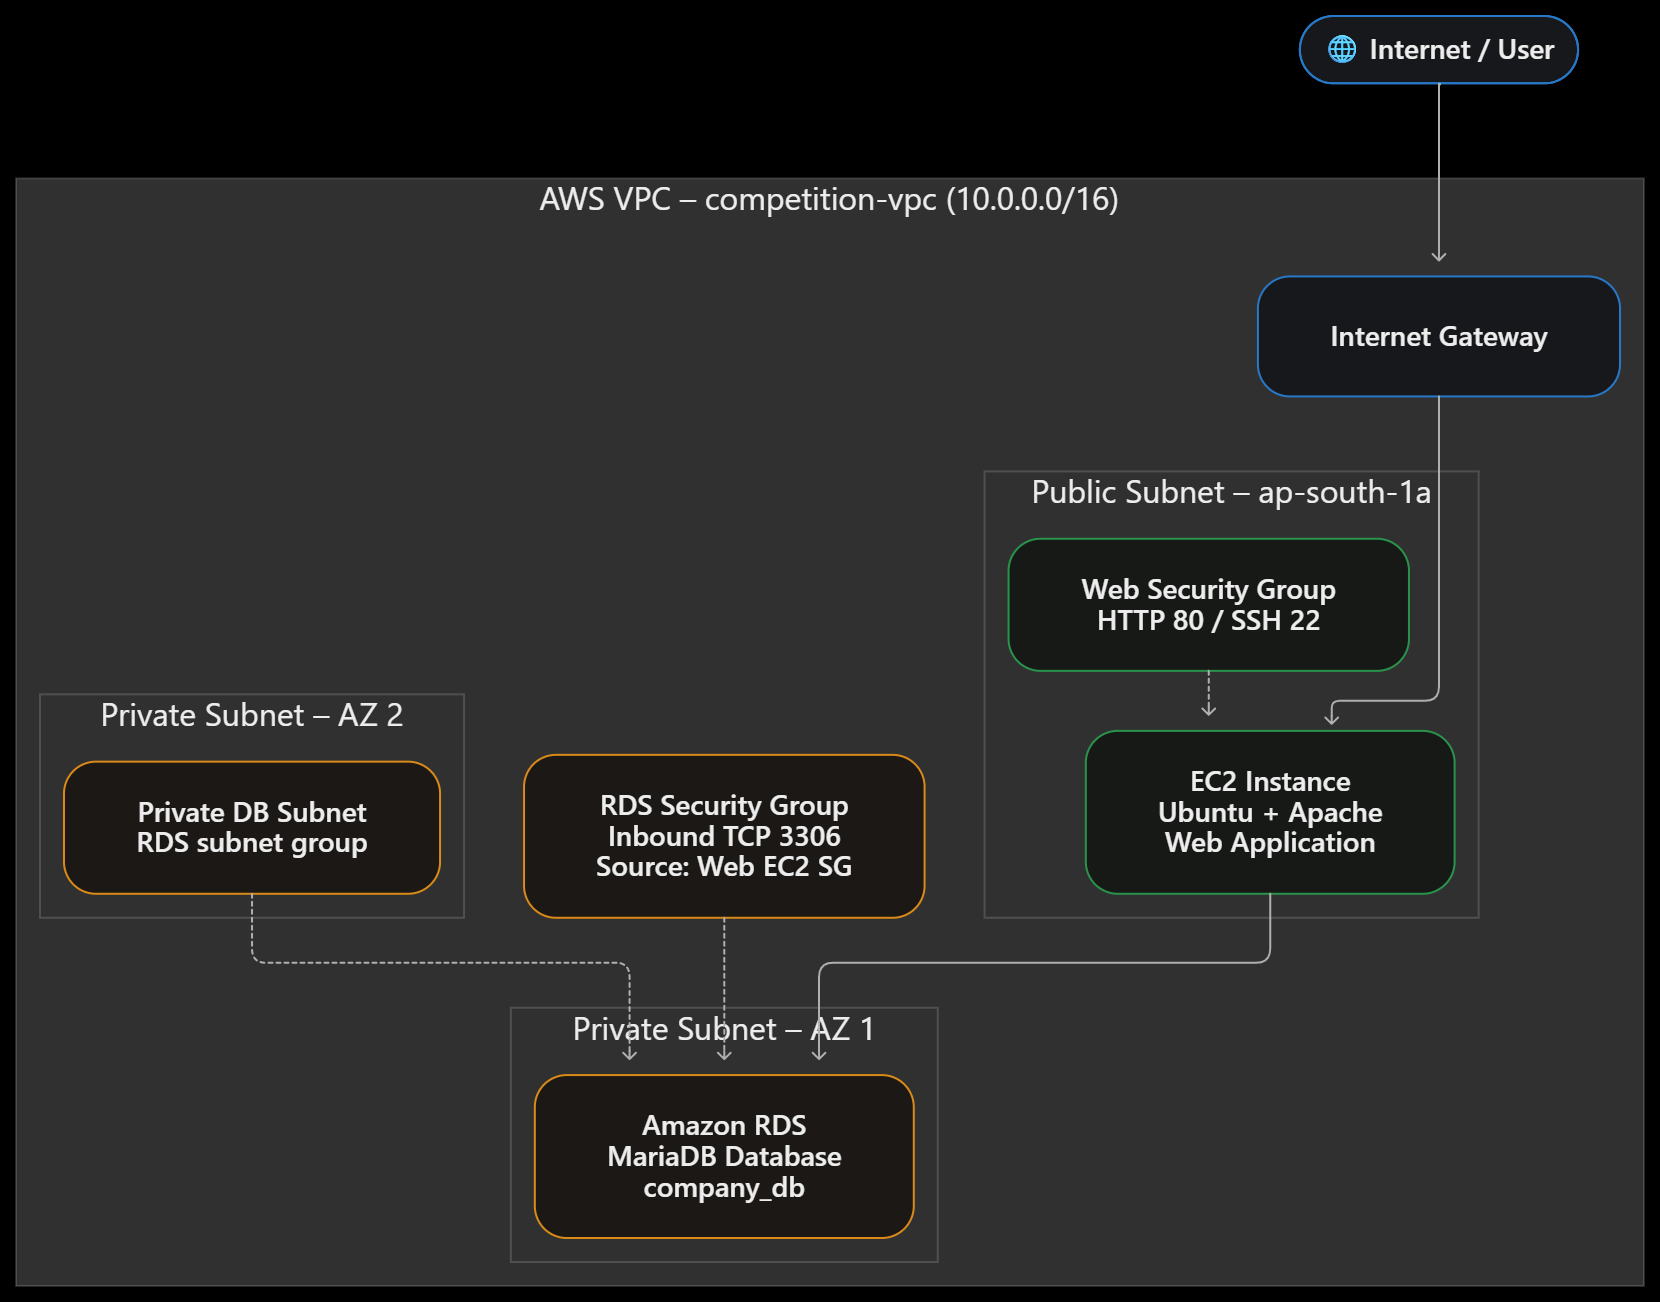 Internet / User
AWS VPC – competition-vpc (10.0.0.0/16)
Internet Gateway
Public Subnet – ap-south-1a
Web Security Group
HTTP 80 / SSH 22
Private Subnet – AZ 2
Private DB Subnet
RDS subnet group
RDS Security Group
Inbound TCP 3306
Source: Web EC2 SG
EC2 Instance
Ubuntu + Apache
Web Application
Private Subnet – AZ 1
Amazon RDS
MariaDB Database
company_db